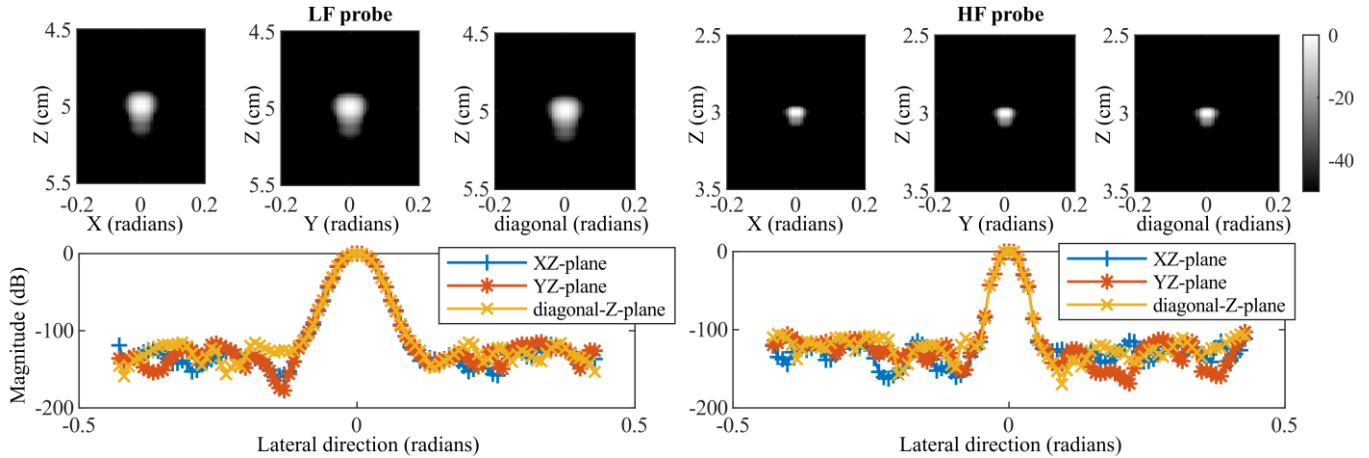 LF probe
HF probe
4.5
5
5.5
Z (cm)
-0.2
0
0.2
X (radians)
4.5
5
5.5
Z (cm)
-0.2
0
0.2
Y (radians)
4.5
5
5.5
Z (cm)
-0.2
0
0.2
diagonal (radians)
2.5
3
3.5
Z (cm)
-0.2
0
0.2
X (radians)
2.5
3
3.5
Z (cm)
-0.2
0
0.2
Y (radians)
2.5
3
3.5
Z (cm)
-0.2
0
0.2
diagonal (radians)
0
-20
-40
0
-100
-200
Magnitude (dB)
XZ-plane
YZ-plane
diagonal-Z-plane
-0.5
0
0.5
Lateral direction (radians)
0
-100
-200
XZ-plane
YZ-plane
diagonal-Z-plane
-0.5
0
0.5
Lateral direction (radians)